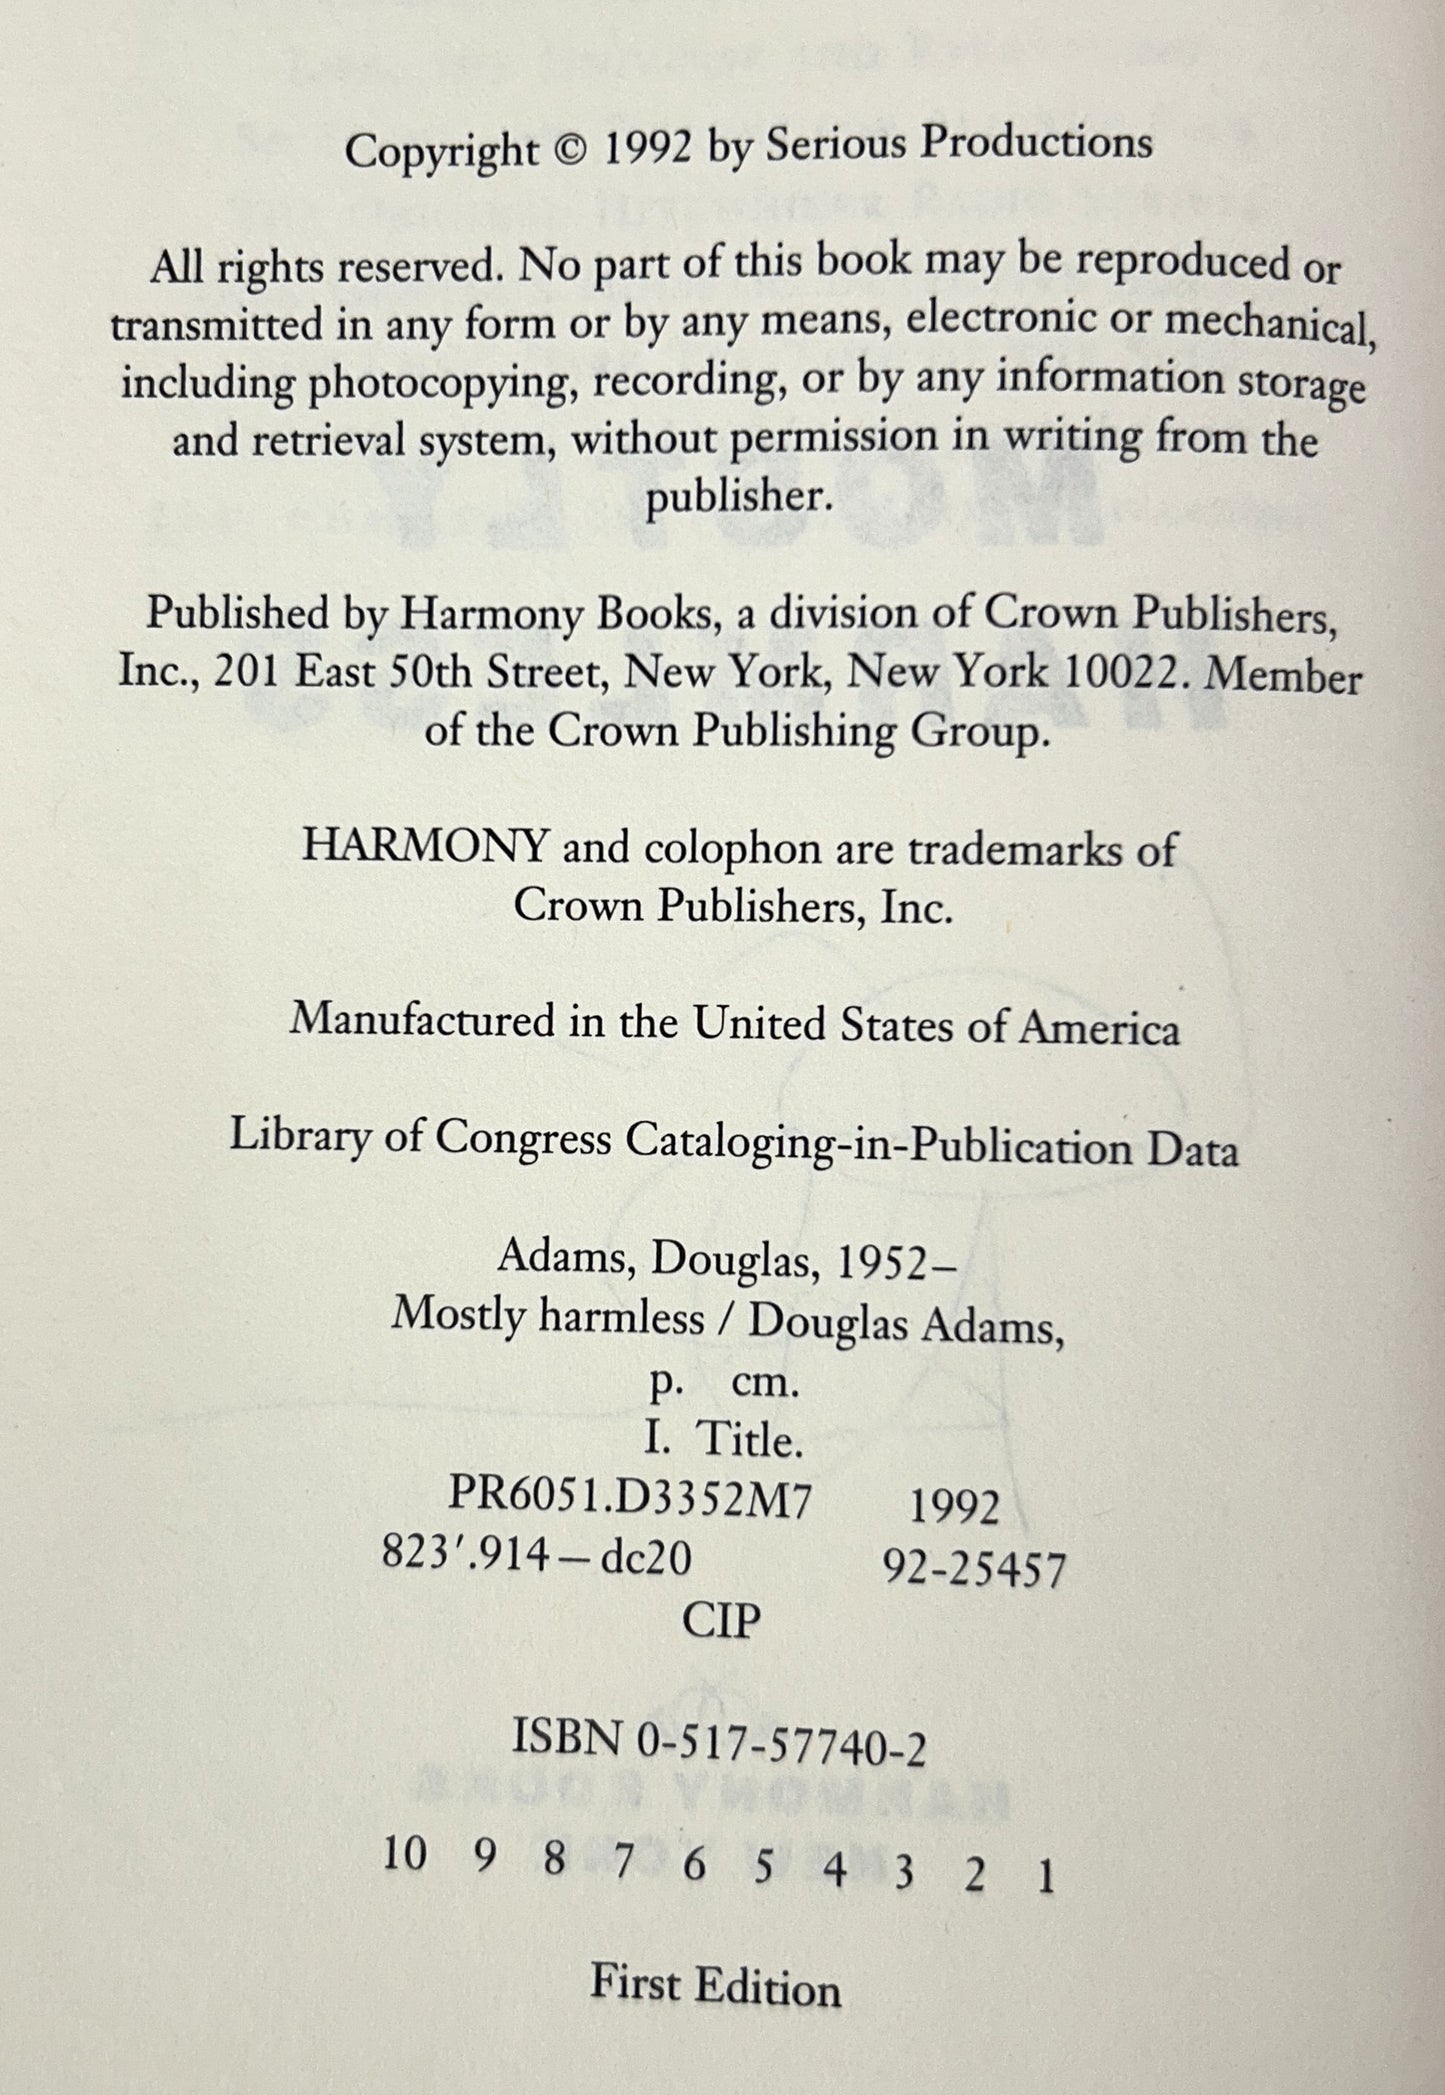 Copyright © 1992 by Serious Productions
All rights reserved. No part of this book may be reproduced or
transmitted in any form or by any means, electronic or mechanical,
including photocopying, recording, or by any information storage
and retrieval system, without permission in writing from the
publisher.
Published by Harmony Books, a division of Crown Publishers,
Inc., 201 East 50th Street, New York, New York 10022. Member
of the Crown Publishing Group.
HARMONY and colophon are trademarks of
Crown Publishers, Inc.
Manufactured in the United States of America
Library of Congress Cataloging-in-Publication Data
Adams, Douglas, 1952–
Mostly harmless / Douglas Adams,
p. cm.
I. Title.
PR6051.D3352M7 1992
823′.914—dc20 92-25457
CIP
ISBN 0-517-57740-2
10 9 8 7 6 5 4 3 2 1
First Edition